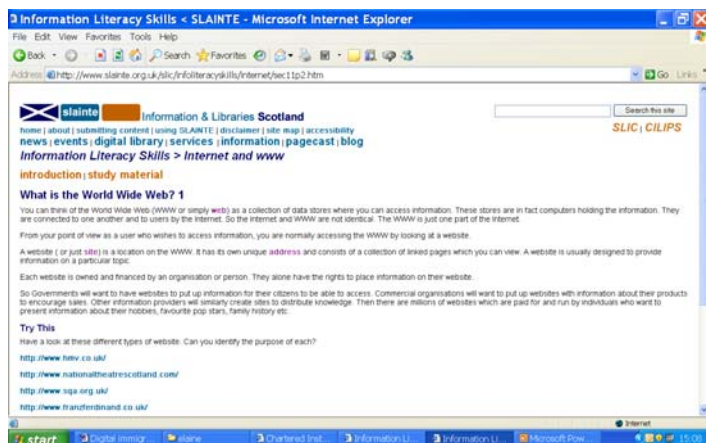 Information Literacy Skills < SLAINTE - Microsoft Internet Explorer
File Edit View Favorites Tools Help
Back Search Favorites
Address http://www.slainte.org.uk/slic/infoliteracyskills/internet/sec11p2.htm Go Links
slainte Information & Libraries Scotland
Search this site
home | about | submitting content | using SLAINTE | disclaimer | site map | accessibility
SLIC | CILIPS
news | events | digital library | services | information | pagecast | blog
Information Literacy Skills > Internet and www
introduction | study material
What is the World Wide Web? 1
You can think of the World Wide Web (WWW or simply web) as a collection of data stores where you can access information. These stores are in fact computers holding the information. They
are connected to one another and to users by the Internet. So the Internet and WWW are not identical. The WWW is just one part of the Internet.
From your point of view as a user who wishes to access information, you are normally accessing the WWW by looking at a website.
A website ( or just site) is a location on the WWW. It has its own unique address and consists of a collection of linked pages which you can view. A website is usually designed to provide
information on a particular topic.
Each website is owned and financed by an organisation or person. They alone have the rights to place information on their website.
So Governments will want to have websites to put up information for their citizens to be able to access. Commercial organisations will want to put up websites with information about their products
to encourage sales. Other information providers will similarly create sites to distribute knowledge. Then there are millions of websites which are paid for and run by individuals who want to
present information about their hobbies, favourite pop stars, family history etc.
Try This
Have a look at these different types of website. Can you identify the purpose of each?
http://www.hmv.co.uk/
http://www.nationaltheatrescotland.com/
http://www.sqa.org.uk/
http://www.franzferdinand.co.uk/
Internet
start Digital immigr... elaine Chartered Inst... Information Li... Information Li... Microsoft Pow... 15:08